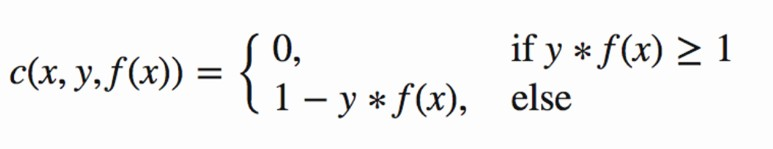 c(x, y, f(x)) = { 0, if y * f(x) ≥ 1
1 − y * f(x), else